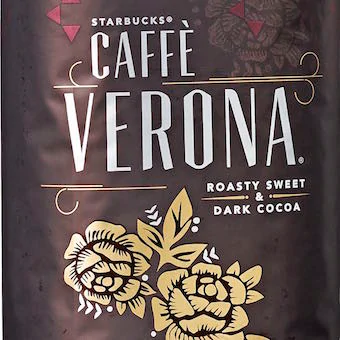 STARBUCKS®
CAFFÈ
VERONA®
ROASTY SWEET
&
DARK COCOA